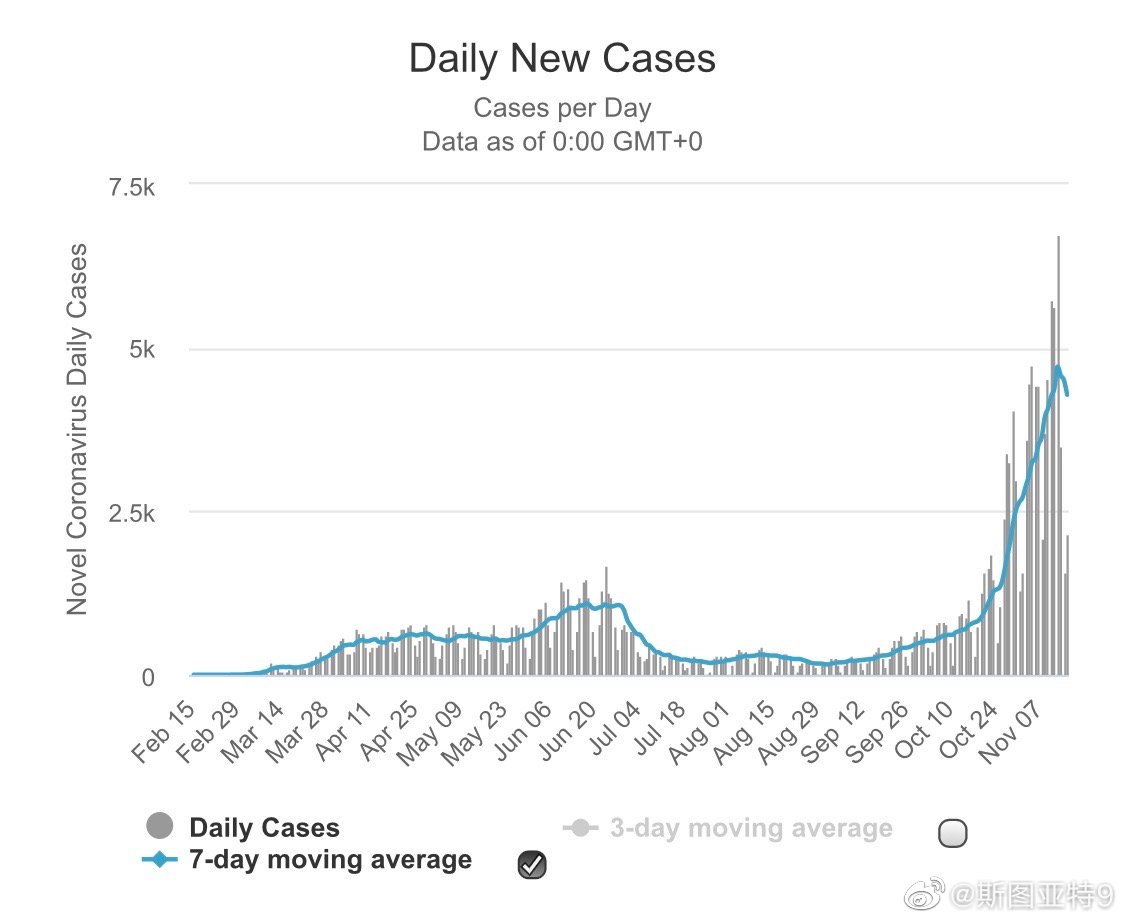 Daily New Cases
Cases per Day
Data as of 0:00 GMT+0
Novel Coronavirus Daily Cases
7.5k
5k
2.5k
0
Feb 15
Feb 29
Mar 14
Mar 28
Apr 11
Apr 25
May 09
May 23
Jun 06
Jun 20
Jul 04
Jul 18
Aug 01
Aug 15
Aug 29
Sep 12
Sep 26
Oct 10
Oct 24
Nov 07
Daily Cases
3-day moving average
7-day moving average
@斯图亚特9